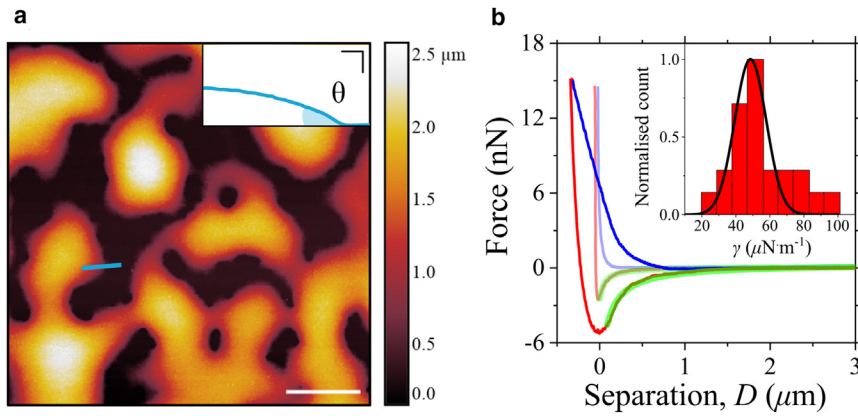 a
2.5 µm
2.0
1.5
1.0
0.5
0.0
θ
b
Force (nN)
18
12
6
0
-6
0
1
2
3
Separation, D (µm)
Normalised count
1.0
0.5
0.0
20
40
60
80
100
γ (µN·m⁻¹)